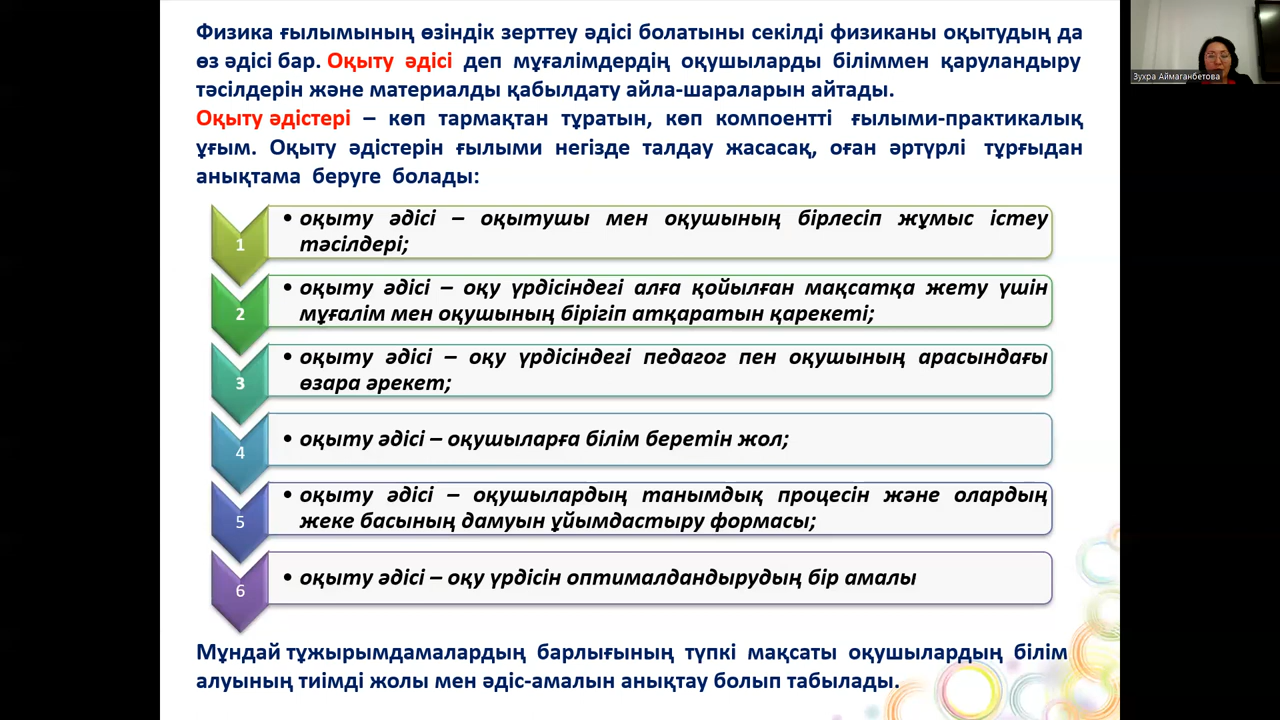 Физика ғылымының өзіндік зерттеу әдісі болатыны секілді физиканы оқытудың да
өз әдісі бар. Оқыту әдісі деп мұғалімдердің оқушыларды біліммен қаруландыру
тәсілдерін және материалды қабылдату айла-шараларын айтады.
Оқыту әдістері – көп тармақтан тұратын, көп компоентті ғылыми-практикалық
ұғым. Оқыту әдістерін ғылыми негізде талдау жасасақ, оған әртүрлі тұрғыдан
анықтама беруге болады:
1
• оқыту әдісі – оқытушы мен оқушының бірлесіп жұмыс істеу
тәсілдері;
2
• оқыту әдісі – оқу үрдісіндегі алға қойылған мақсатқа жету үшін
мұғалім мен оқушының бірігіп атқаратын қарекеті;
3
• оқыту әдісі – оқу үрдісіндегі педагог пен оқушының арасындағы
өзара әрекет;
4
• оқыту әдісі – оқушыларға білім беретін жол;
5
• оқыту әдісі – оқушылардың танымдық процесін және олардың
жеке басының дамуын ұйымдастыру формасы;
6
• оқыту әдісі – оқу үрдісін оптималдандырудың бір амалы
Мұндай тұжырымдамалардың барлығының түпкі мақсаты оқушылардың білім
алуының тиімді жолы мен әдіс-амалын анықтау болып табылады.
Зухра Аймаганбетова